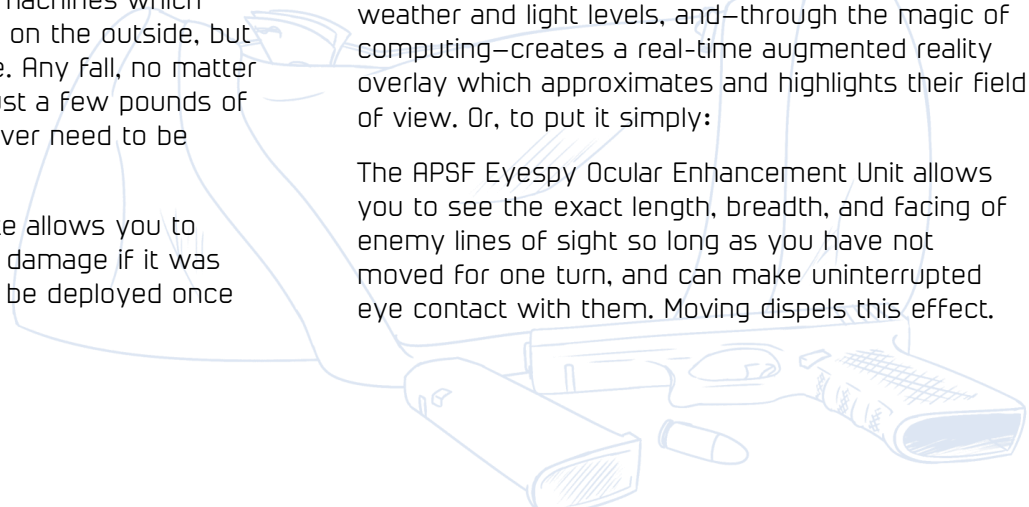 machines which
on the outside, but
e. Any fall, no matter
ust a few pounds of
ver need to be
te allows you to
damage if it was
be deployed once
weather and light levels, and—through the magic of
computing—creates a real-time augmented reality
overlay which approximates and highlights their field
of view. Or, to put it simply:
The APSF Eyespy Ocular Enhancement Unit allows
you to see the exact length, breadth, and facing of
enemy lines of sight so long as you have not
moved for one turn, and can make uninterrupted
eye contact with them. Moving dispels this effect.